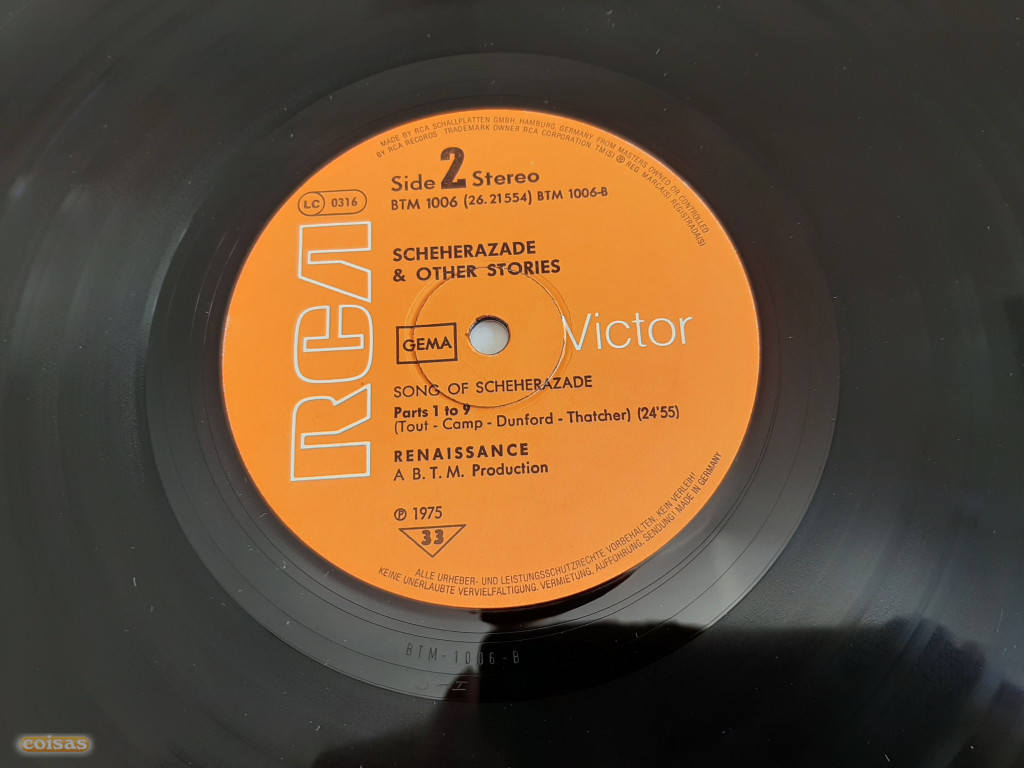 MADE BY RCA SCHALLPLATTEN GMBH, HAMBURG, GERMANY FROM MASTERS OWNED OR CONTROLLED
BY RCA RECORDS TRADEMARK OWNER RCA CORPORATION. TM(S) ® REG. MARCA(S) REGISTRADA(S)
Side 2 Stereo
BTM 1006 (26.21554) BTM 1006-B
LC 0316
RCA
SCHEHERAZADE
& OTHER STORIES
GEMA
Victor
SONG OF SCHEHERAZADE
Parts 1 to 9
(Tout - Camp - Dunford - Thatcher) (24'55)
RENAISSANCE
A B. T. M. Production
℗ 1975
33
ALLE URHEBER- UND LEISTUNGSSCHUTZRECHTE VORBEHALTEN. KEIN VERLEIH!
KEINE UNERLAUBTE VERVIELFÄLTIGUNG, VERMIETUNG, AUFFÜHRUNG, SENDUNG! MADE IN GERMANY
BTM-1006-B
coisas